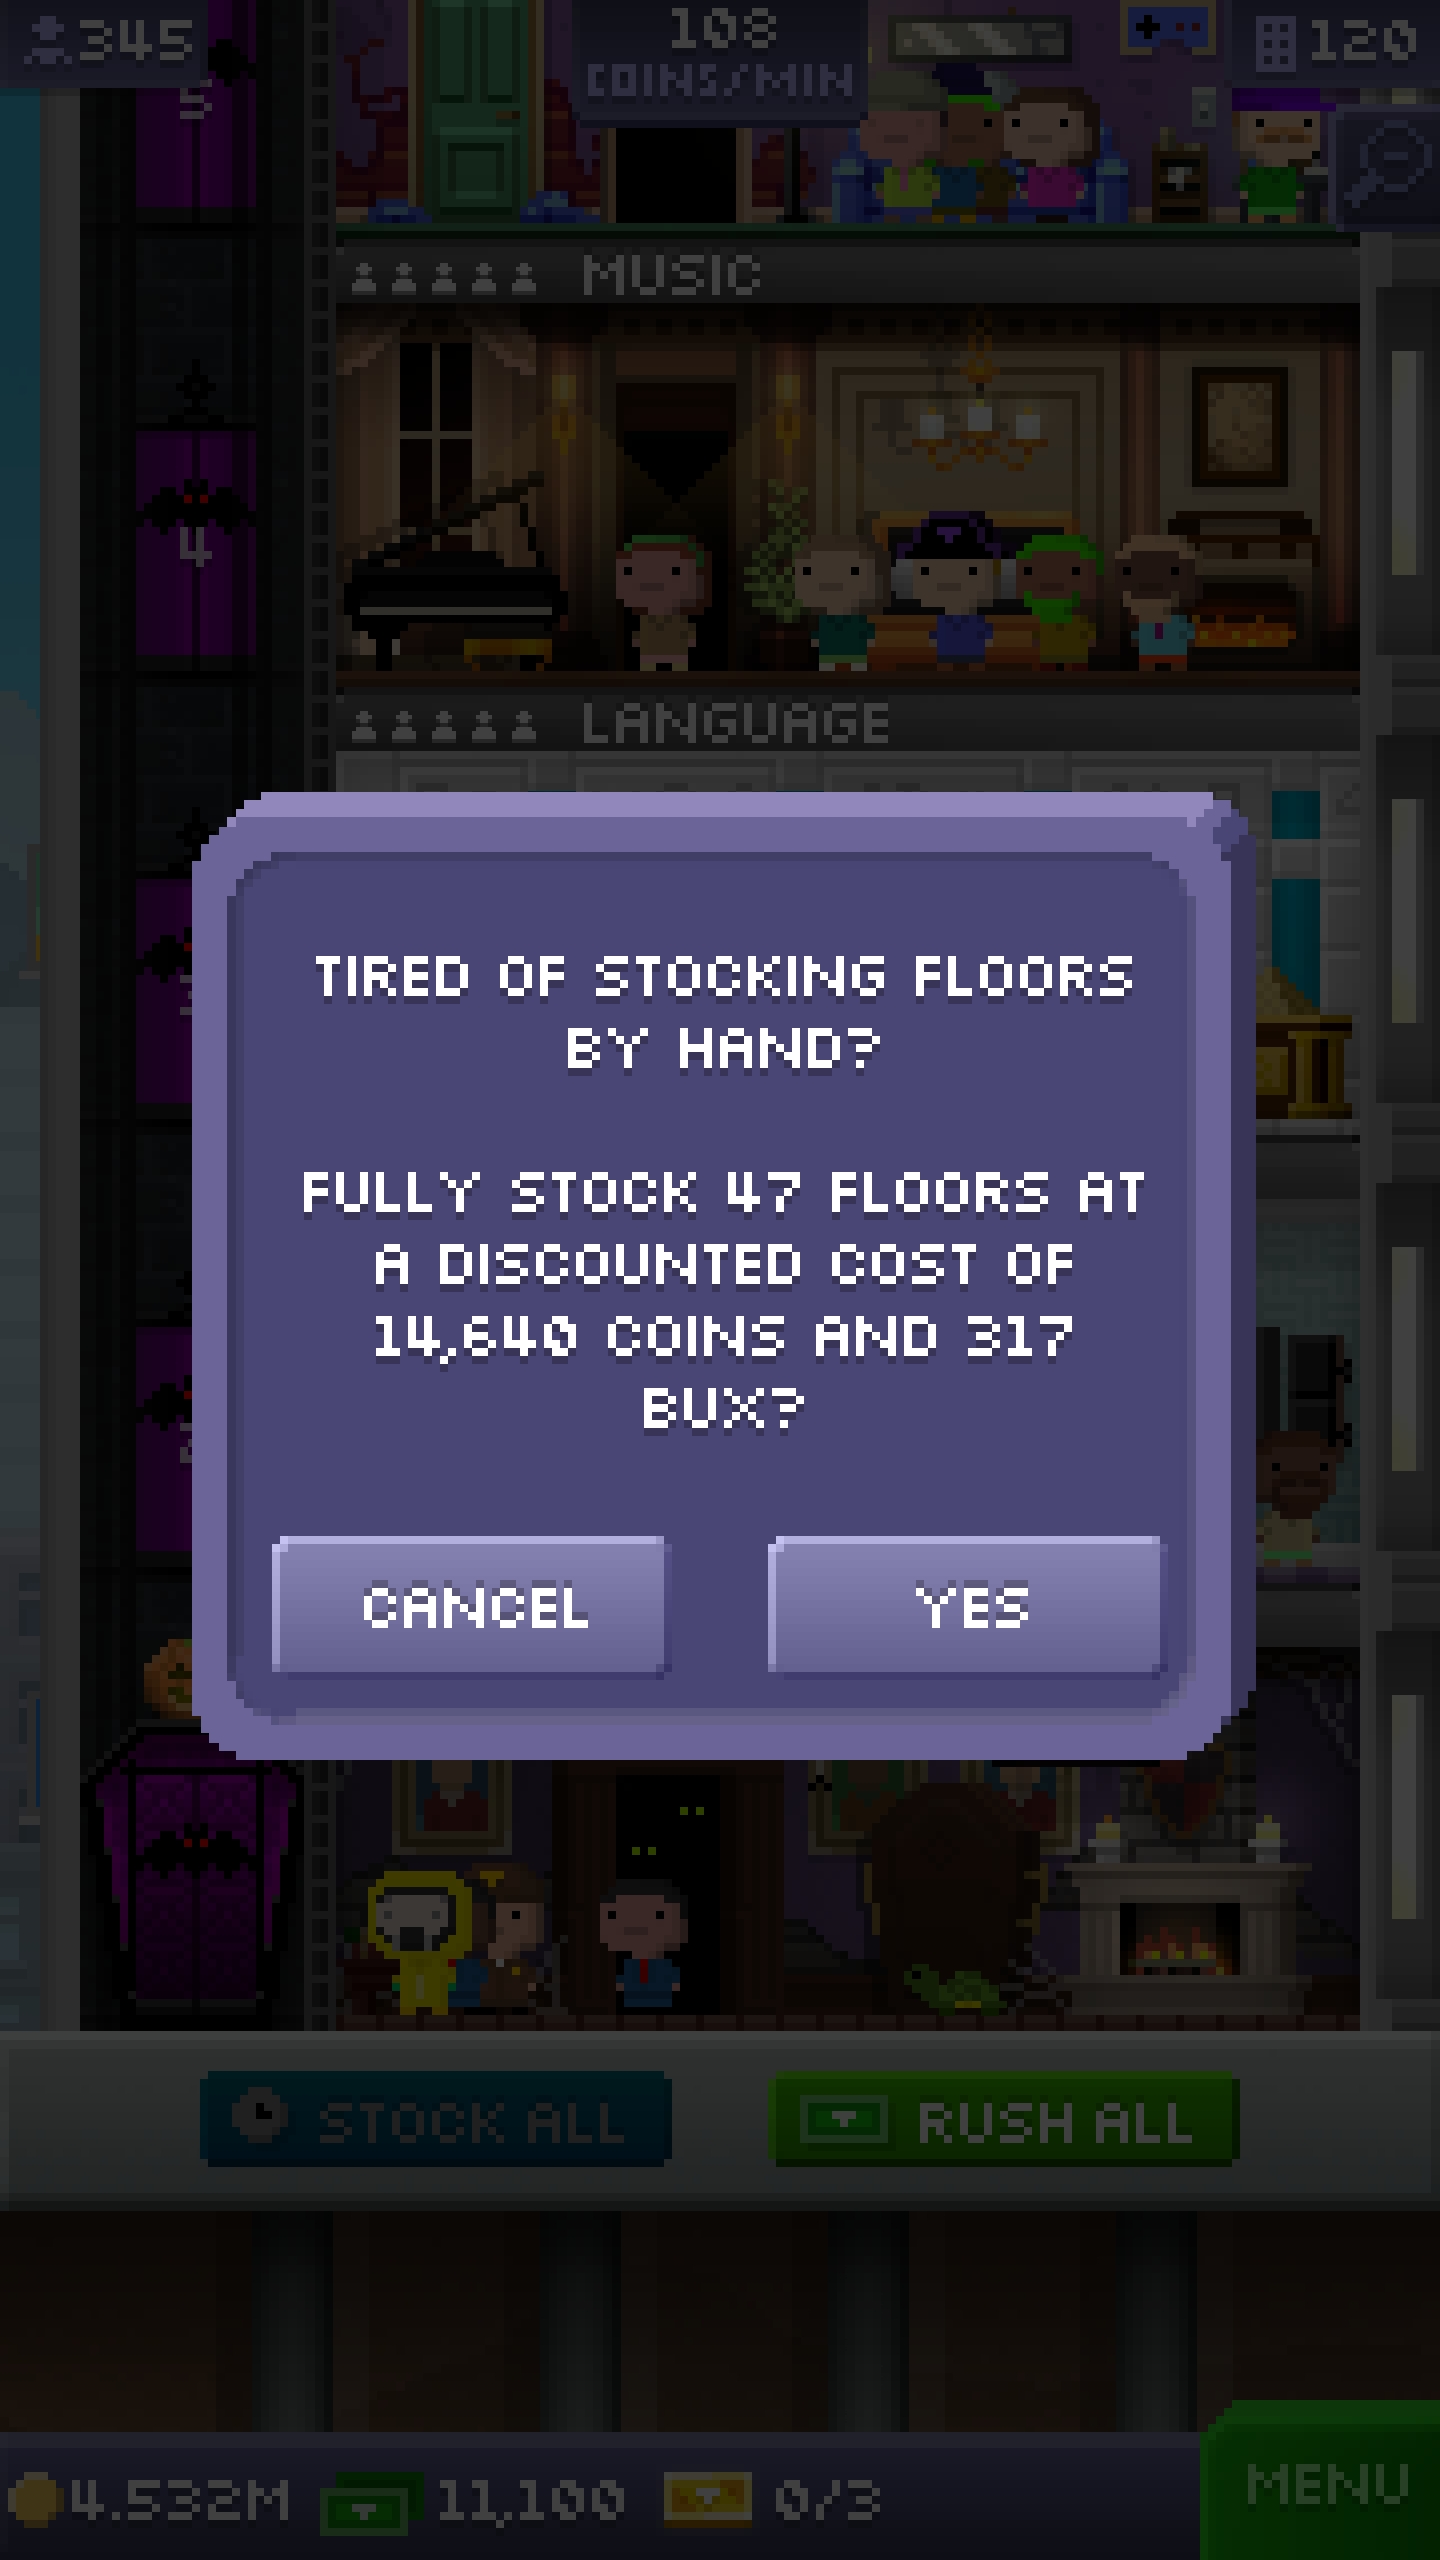 345
108
COINS/MIN
120
5
MUSIC
4
LANGUAGE
TIRED OF STOCKING FLOORS
BY HAND?
FULLY STOCK 47 FLOORS AT
A DISCOUNTED COST OF
14,640 COINS AND 317
BUX?
CANCEL
YES
STOCK ALL
RUSH ALL
4.532M
11,100
0/3
MENU